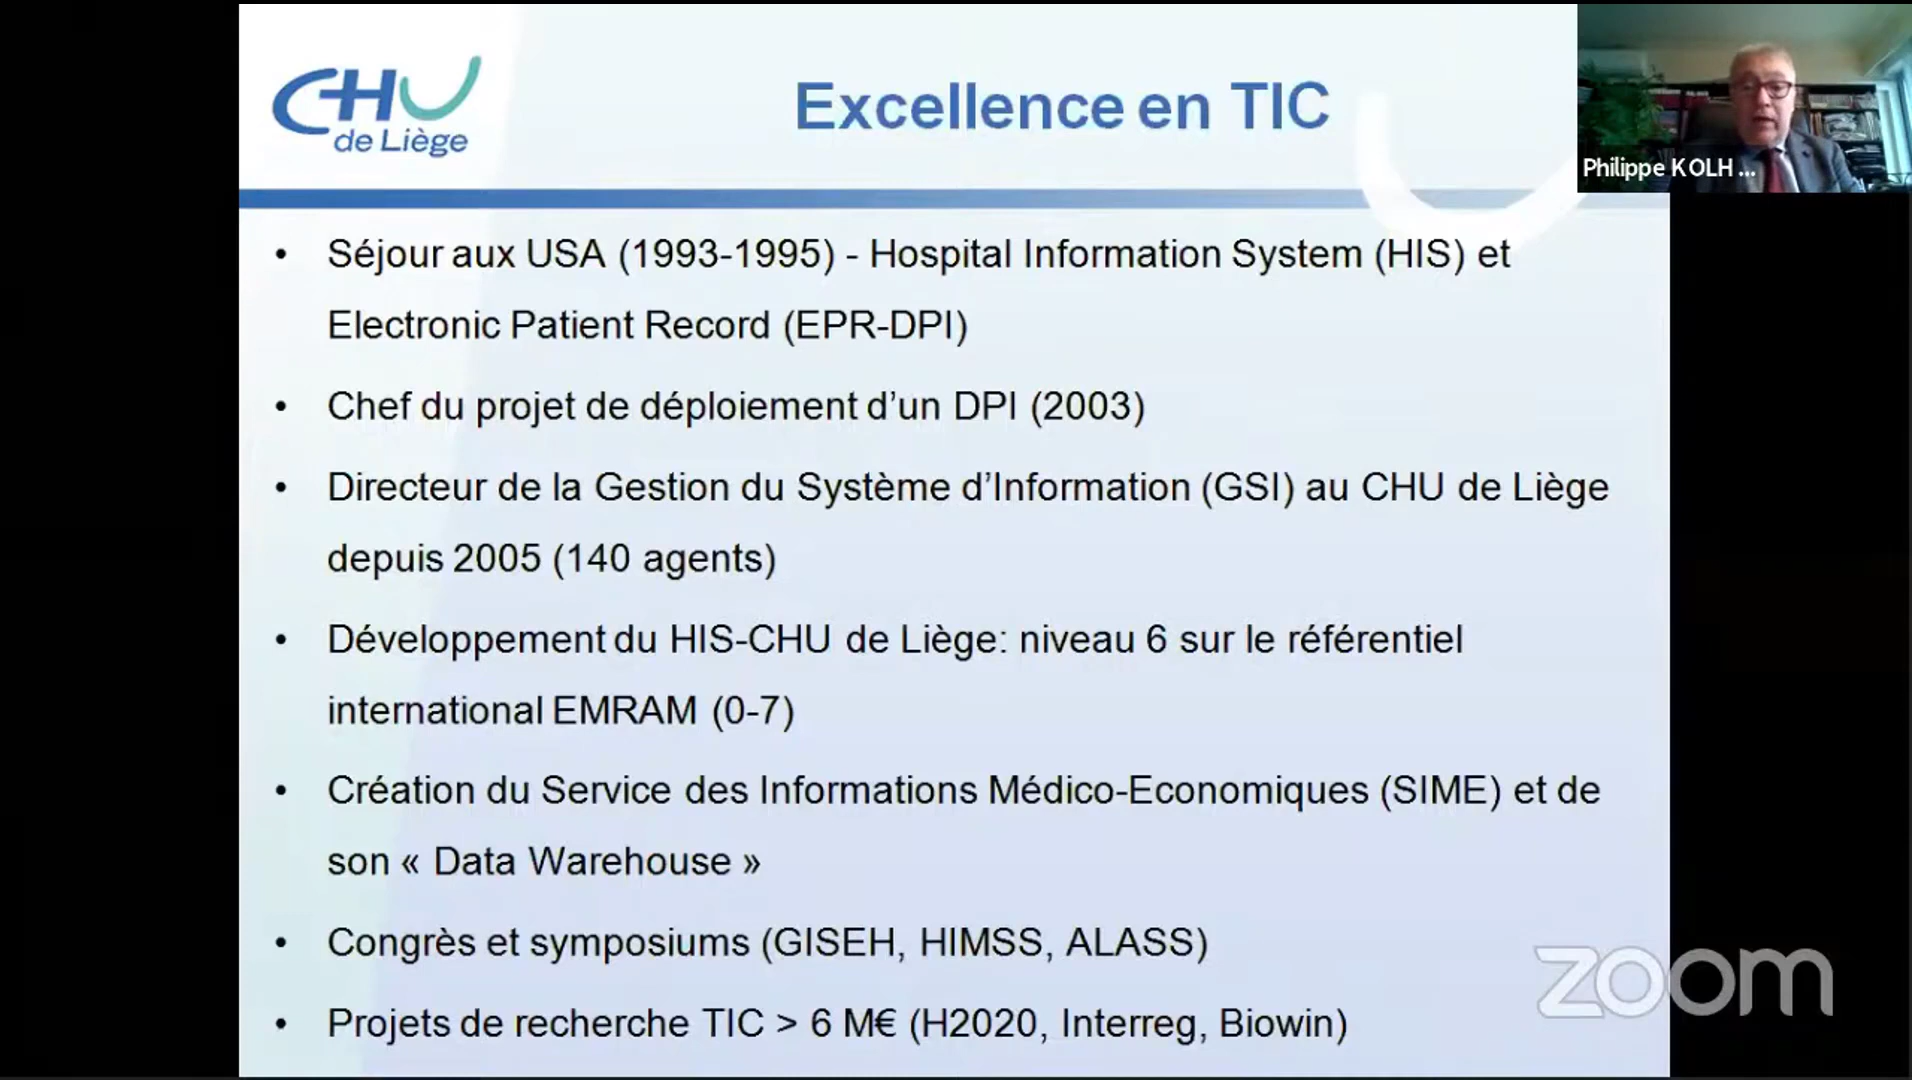 CHU
de Liège
Excellence en TIC
Philippe KOLH ...
• Séjour aux USA (1993-1995) - Hospital Information System (HIS) et
Electronic Patient Record (EPR-DPI)
• Chef du projet de déploiement d’un DPI (2003)
• Directeur de la Gestion du Système d’Information (GSI) au CHU de Liège
depuis 2005 (140 agents)
• Développement du HIS-CHU de Liège: niveau 6 sur le référentiel
international EMRAM (0-7)
• Création du Service des Informations Médico-Economiques (SIME) et de
son « Data Warehouse »
• Congrès et symposiums (GISEH, HIMSS, ALASS)
• Projets de recherche TIC > 6 M€ (H2020, Interreg, Biowin)
zoom